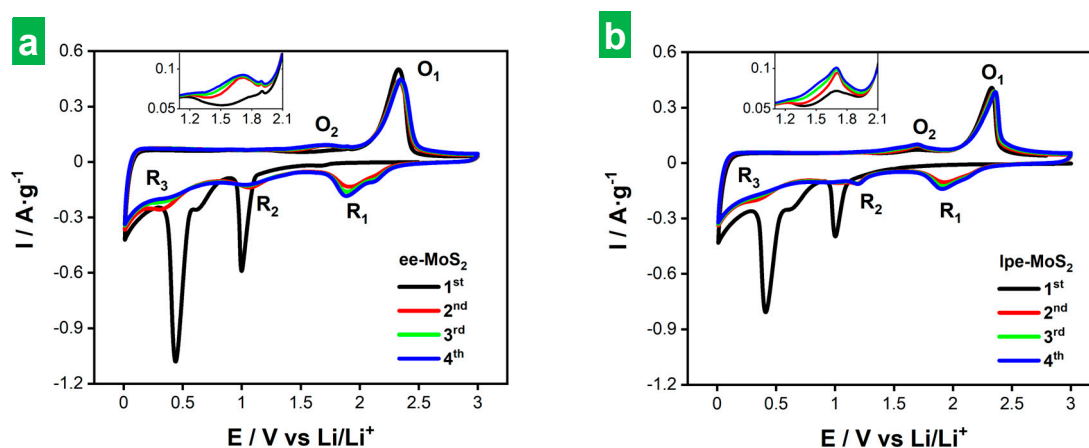 a
0.6
0.3
0
-0.3
-0.6
-0.9
-1.2
I / A·g⁻¹
0.1
0.05
1.2 1.5 1.8 2.1
O₁
O₂
R₃
R₂
R₁
ee-MoS₂
1ˢᵗ
2ⁿᵈ
3ʳᵈ
4ᵗʰ
0 0.5 1 1.5 2 2.5 3
E / V vs Li/Li⁺
b
0.6
0.3
0
-0.3
-0.6
-0.9
-1.2
I / A·g⁻¹
0.1
0.05
1.2 1.5 1.8 2.1
O₁
O₂
R₃
R₂
R₁
lpe-MoS₂
1ˢᵗ
2ⁿᵈ
3ʳᵈ
4ᵗʰ
0 0.5 1 1.5 2 2.5 3
E / V vs Li/Li⁺